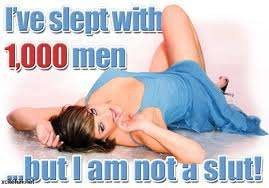 I've slept with
1,000 men
...but I am not a slut!